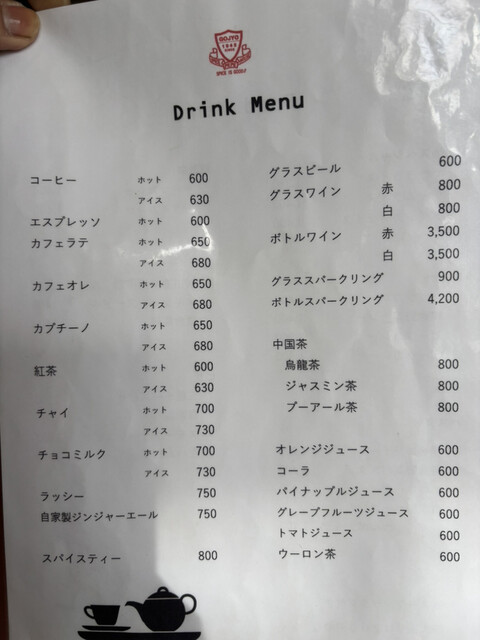 GOJYO
1985
Drink Menu
コーヒー ホット 600
アイス 630
エスプレッソ ホット 600
カフェラテ ホット 650
アイス 680
カフェオレ ホット 650
アイス 680
カプチーノ ホット 650
アイス 680
紅茶 ホット 600
アイス 630
チャイ ホット 700
アイス 730
チョコミルク ホット 700
アイス 730
ラッシー 750
自家製ジンジャーエール 750
スパイスティー 800
グラスビール 600
グラスワイン 赤 800
白 800
ボトルワイン 赤 3,500
白 3,500
グラススパークリング 900
ボトルスパークリング 4,200
中国茶
烏龍茶 800
ジャスミン茶 800
プーアール茶 800
オレンジジュース 600
コーラ 600
パイナップルジュース 600
グレープフルーツジュース 600
トマトジュース 600
ウーロン茶 600